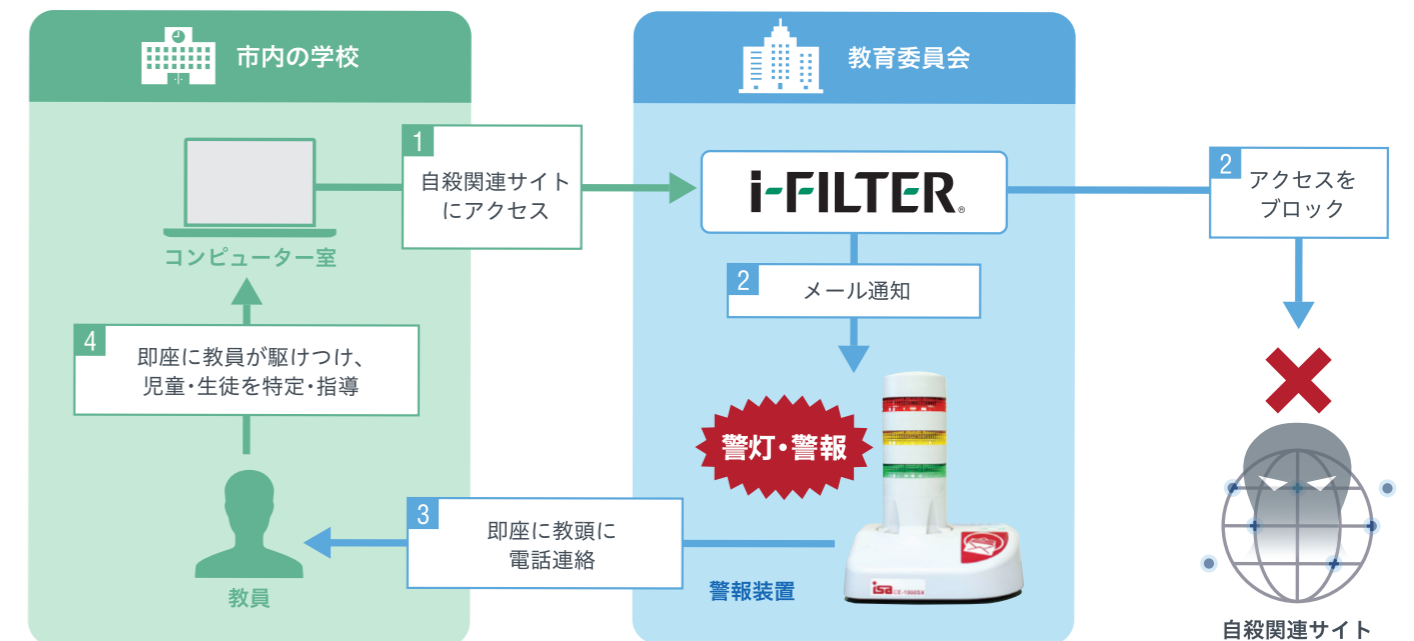 市内の学校
教育委員会
1
自殺関連サイト
にアクセス
i-FILTER®
2
アクセスを
ブロック
コンピューター室
2
メール通知
4
即座に教員が駆けつけ、
児童・生徒を特定・指導
警灯・警報
3
即座に教頭に
電話連絡
教員
警報装置
isa
自殺関連サイト